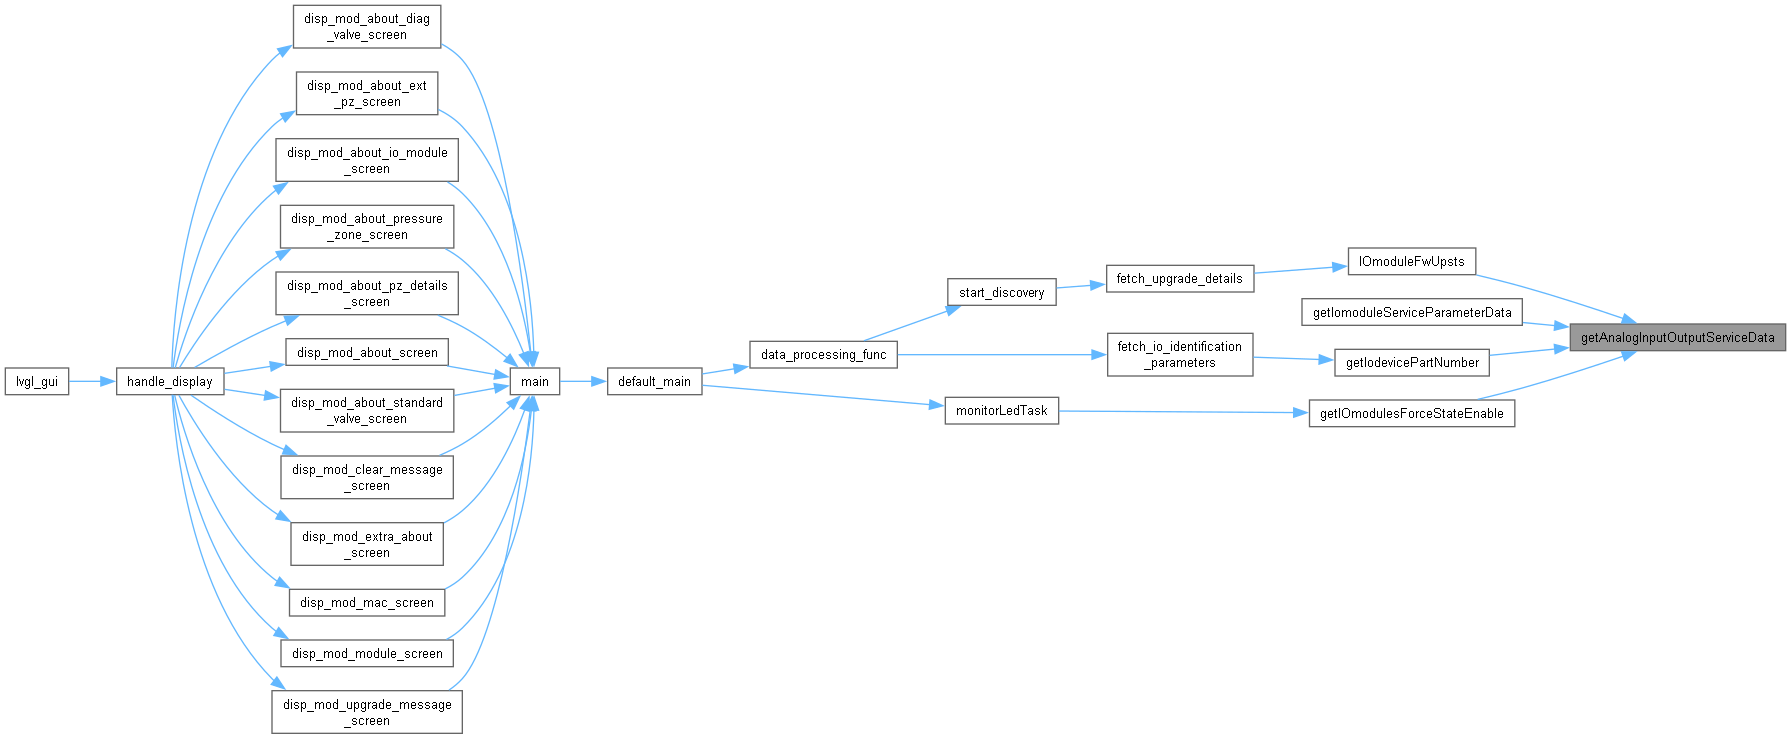 disp_mod_about_diag
_valve_screen
disp_mod_about_ext
_pz_screen
disp_mod_about_io_module
_screen
disp_mod_about_pressure
_zone_screen
disp_mod_about_pz_details
_screen
disp_mod_about_screen
disp_mod_about_standard
_valve_screen
disp_mod_clear_message
_screen
disp_mod_extra_about
_screen
disp_mod_mac_screen
disp_mod_module_screen
disp_mod_upgrade_message
_screen
lvgl_gui
handle_display
main
default_main
data_processing_func
monitorLedTask
start_discovery
fetch_upgrade_details
fetch_io_identification
_parameters
IOmoduleFwUpsts
getIomoduleServiceParameterData
getIodevicePartNumber
getIOmodulesForceStateEnable
getAnalogInputOutputServiceData